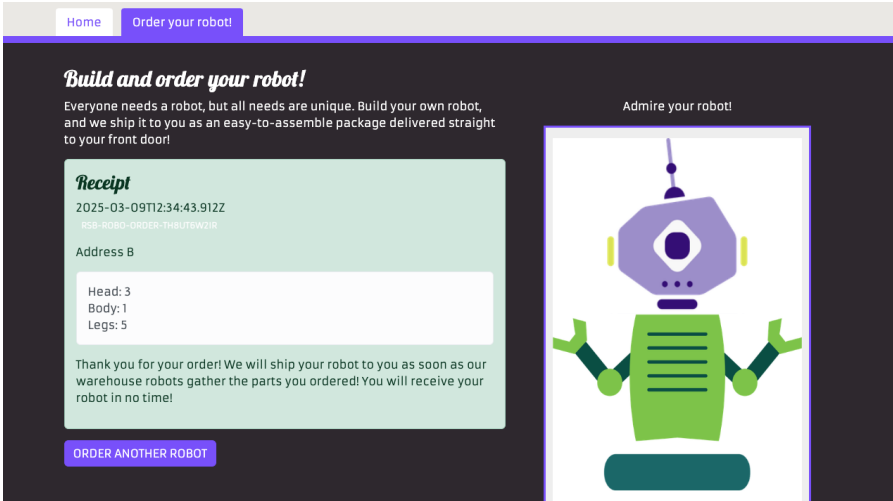 Home
Order your robot!
Build and order your robot!
Everyone needs a robot, but all needs are unique. Build your own robot,
and we ship it to you as an easy-to-assemble package delivered straight
to your front door!
Receipt
2025-03-09T12:34:43.912Z
RSB-ROBO-ORDER-TH8UT6W2IR
Address B
Head: 3
Body: 1
Legs: 5
Thank you for your order! We will ship your robot to you as soon as our
warehouse robots gather the parts you ordered! You will receive your
robot in no time!
ORDER ANOTHER ROBOT
Admire your robot!